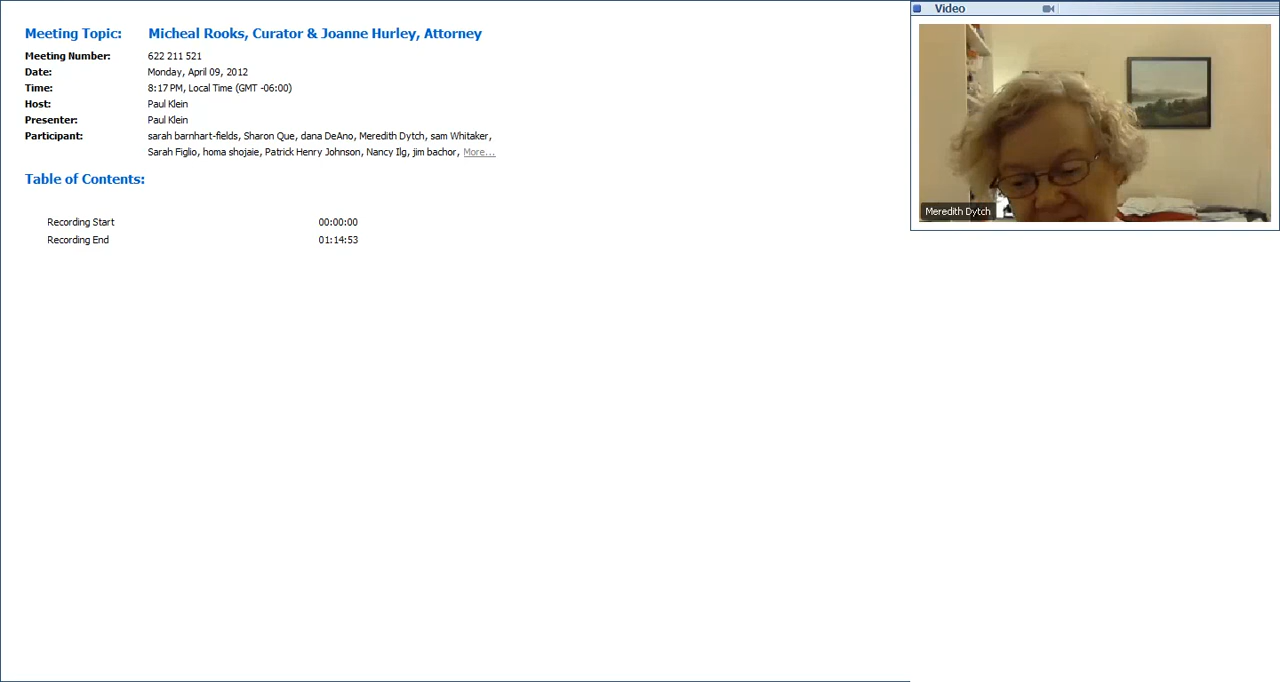 Meeting Topic: Micheal Rooks, Curator & Joanne Hurley, Attorney
Meeting Number: 622 211 521
Date: Monday, April 09, 2012
Time: 8:17 PM, Local Time (GMT -06:00)
Host: Paul Klein
Presenter: Paul Klein
Participant: sarah barnhart-fields, Sharon Que, dana DeAno, Meredith Dytch, sam Whitaker,
Sarah Figlio, homa shojaie, Patrick Henry Johnson, Nancy Ilg, jim bachor, More...
Table of Contents:
Recording Start 00:00:00
Recording End 01:14:53
Video
Meredith Dytch